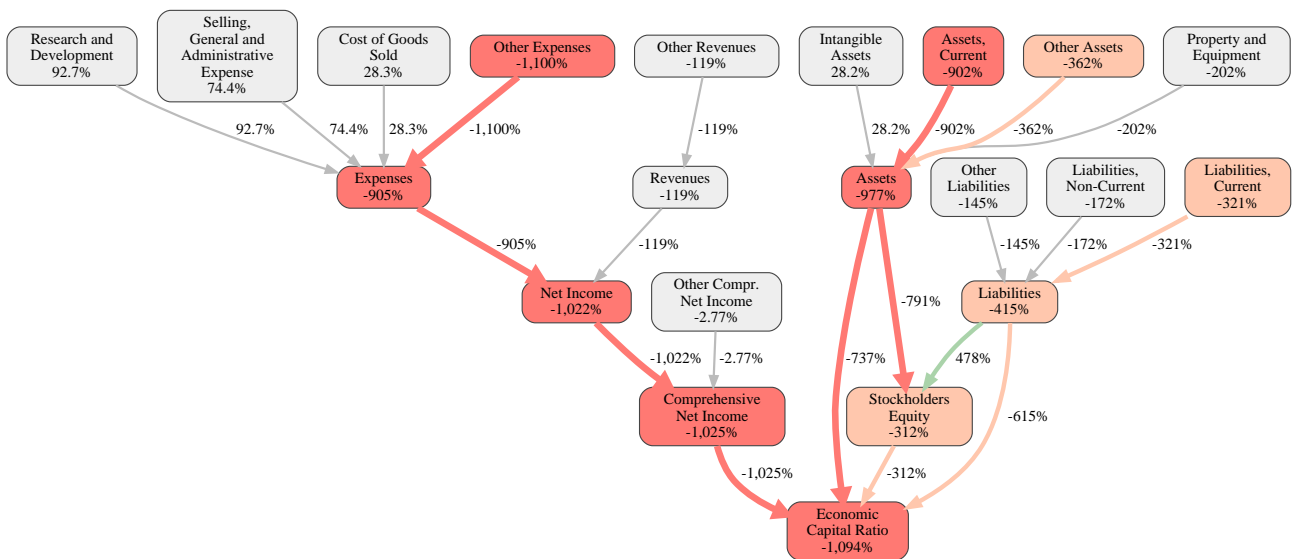 Research and
Development
92.7%
Selling,
General and
Administrative
Expense
74.4%
Cost of Goods
Sold
28.3%
Other Expenses
-1,100%
Other Revenues
-119%
Intangible
Assets
28.2%
Assets,
Current
-902%
Other Assets
-362%
Property and
Equipment
-202%
92.7%
74.4%
28.3%
-1,100%
-119%
28.2%
-902%
-362%
-202%
Expenses
-905%
Revenues
-119%
Assets
-977%
Other
Liabilities
-145%
Liabilities,
Non-Current
-172%
Liabilities,
Current
-321%
-905%
-119%
-145%
-172%
-321%
Net Income
-1,022%
Other Compr.
Net Income
-2.77%
-791%
Liabilities
-415%
-1,022%
-2.77%
-737%
478%
Comprehensive
Net Income
-1,025%
Stockholders
Equity
-312%
-615%
-1,025%
-312%
Economic
Capital Ratio
-1,094%